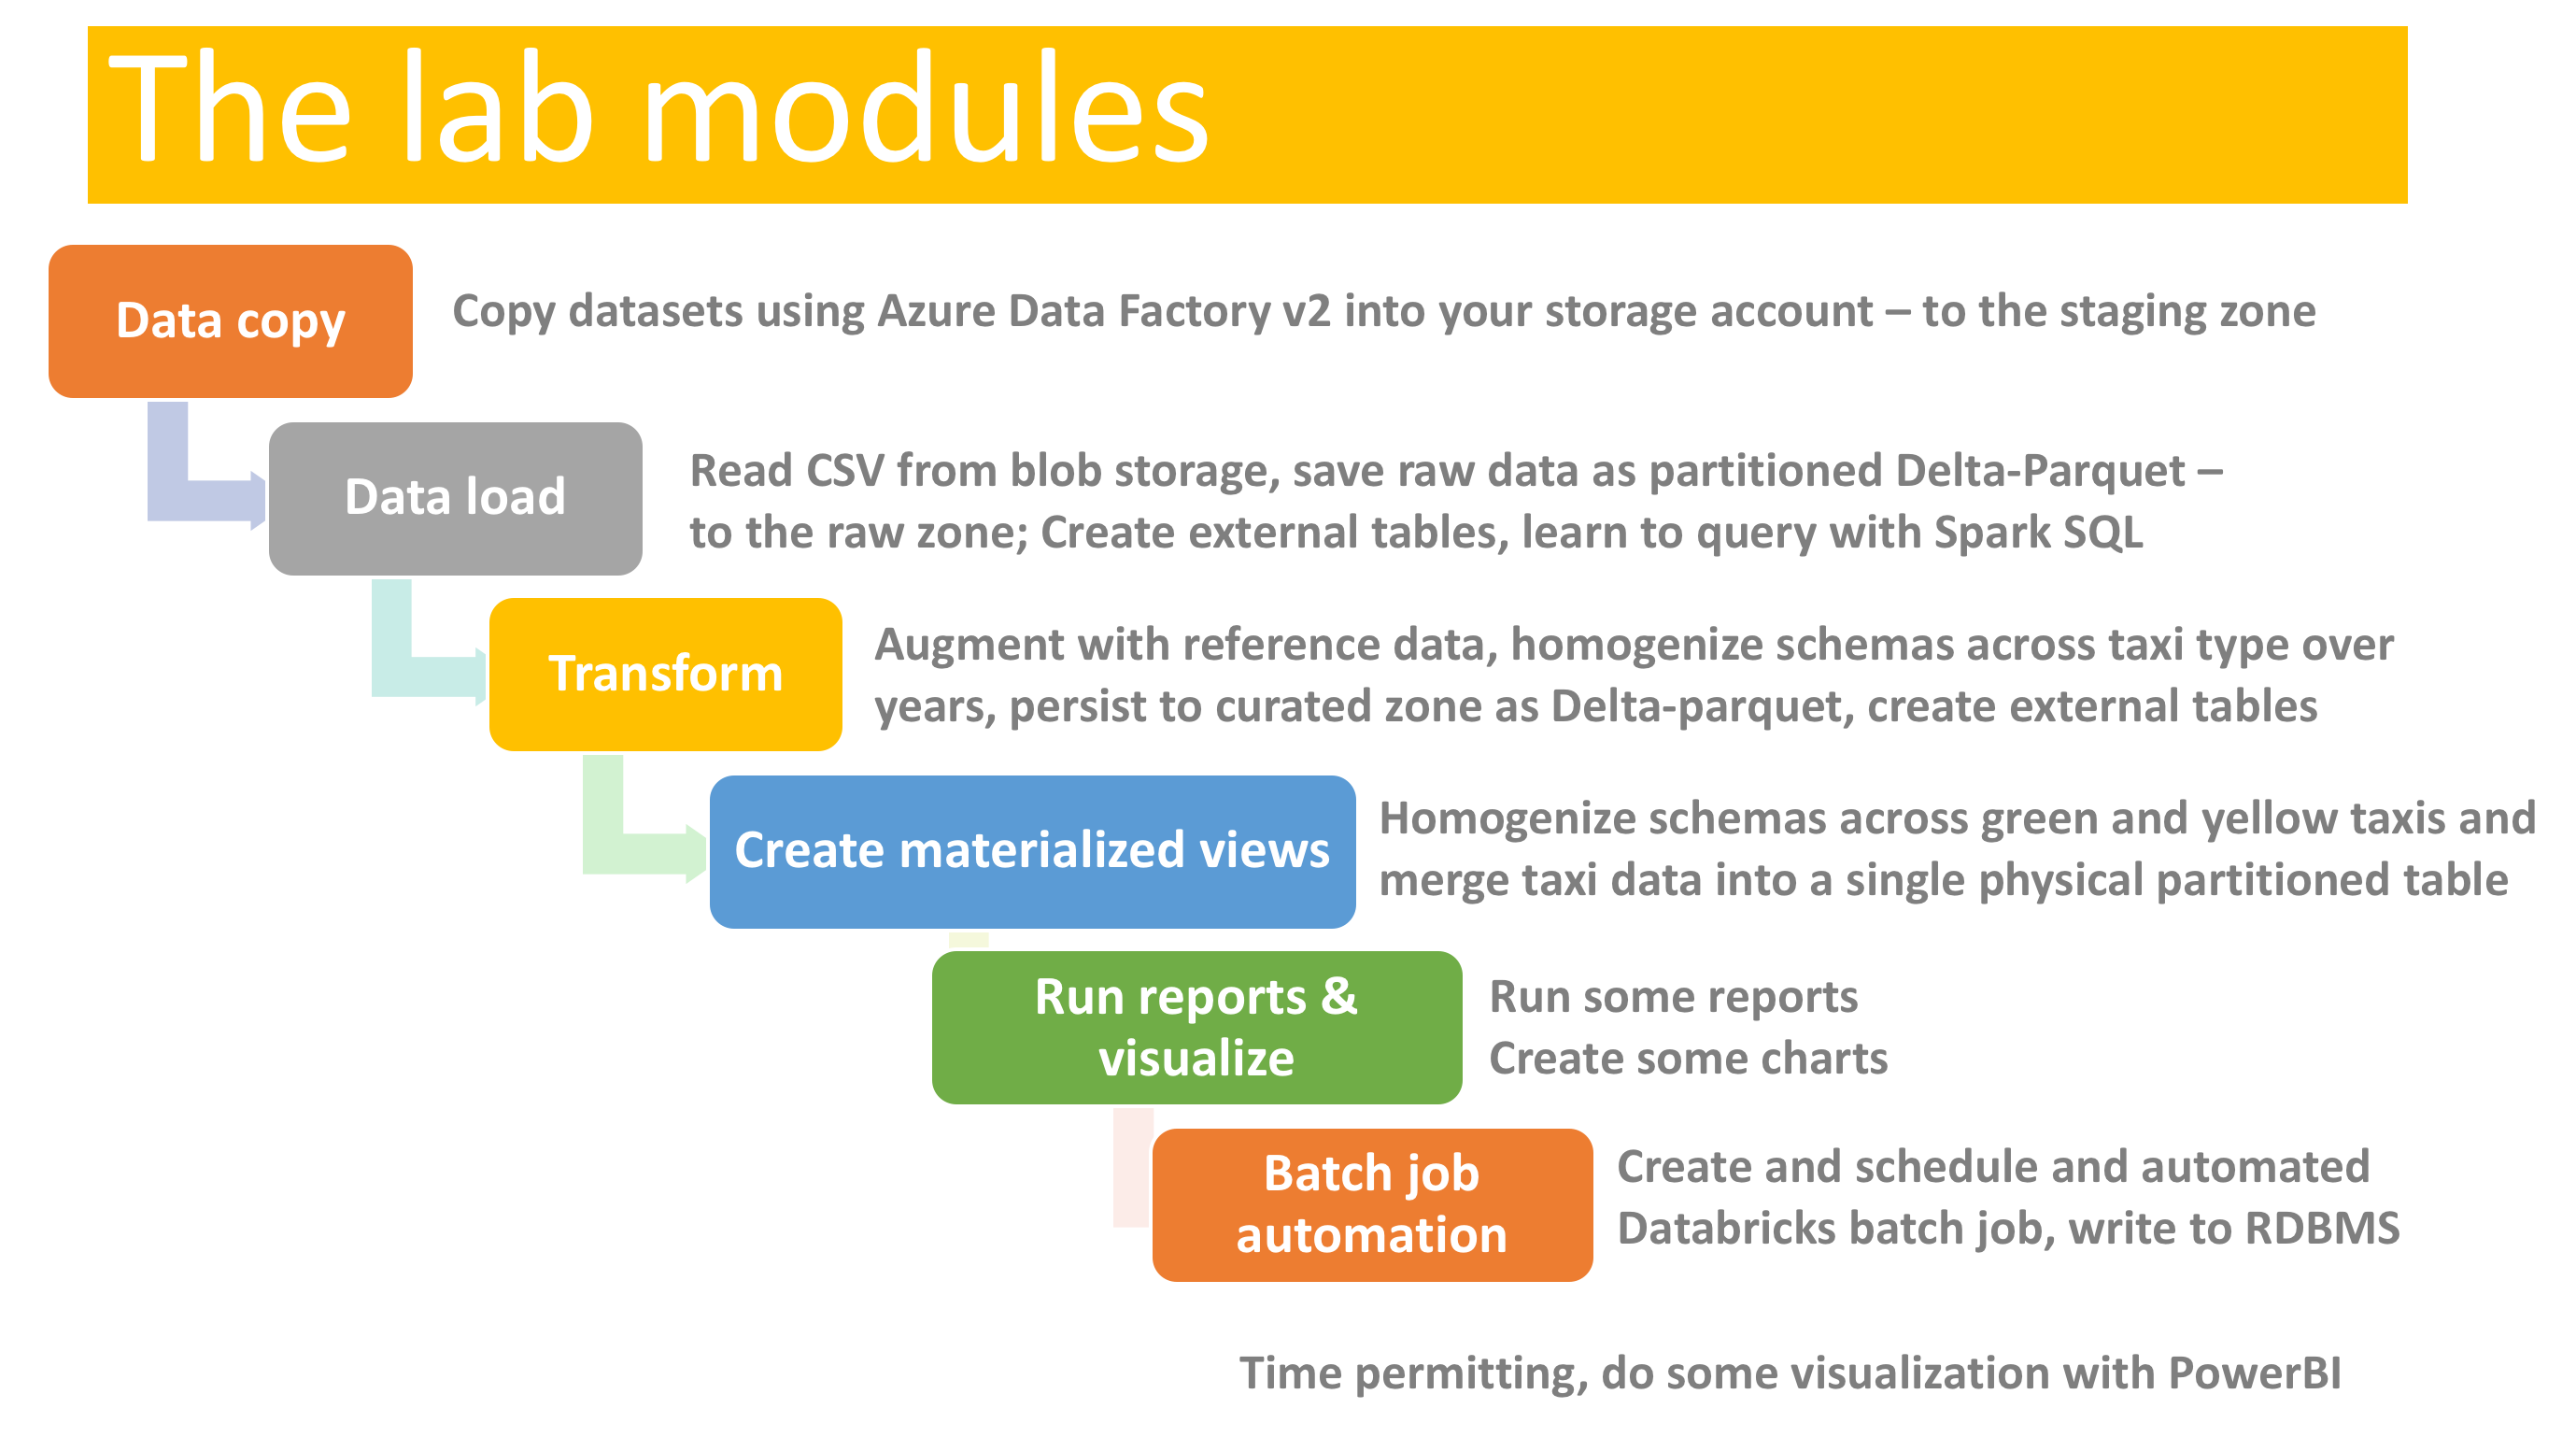 The lab modules
Data copy
Copy datasets using Azure Data Factory v2 into your storage account – to the staging zone
Data load
Read CSV from blob storage, save raw data as partitioned Delta-Parquet –
to the raw zone; Create external tables, learn to query with Spark SQL
Transform
Augment with reference data, homogenize schemas across taxi type over
years, persist to curated zone as Delta-parquet, create external tables
Create materialized views
Homogenize schemas across green and yellow taxis and
merge taxi data into a single physical partitioned table
Run reports &
visualize
Run some reports
Create some charts
Batch job
automation
Create and schedule and automated
Databricks batch job, write to RDBMS
Time permitting, do some visualization with PowerBI